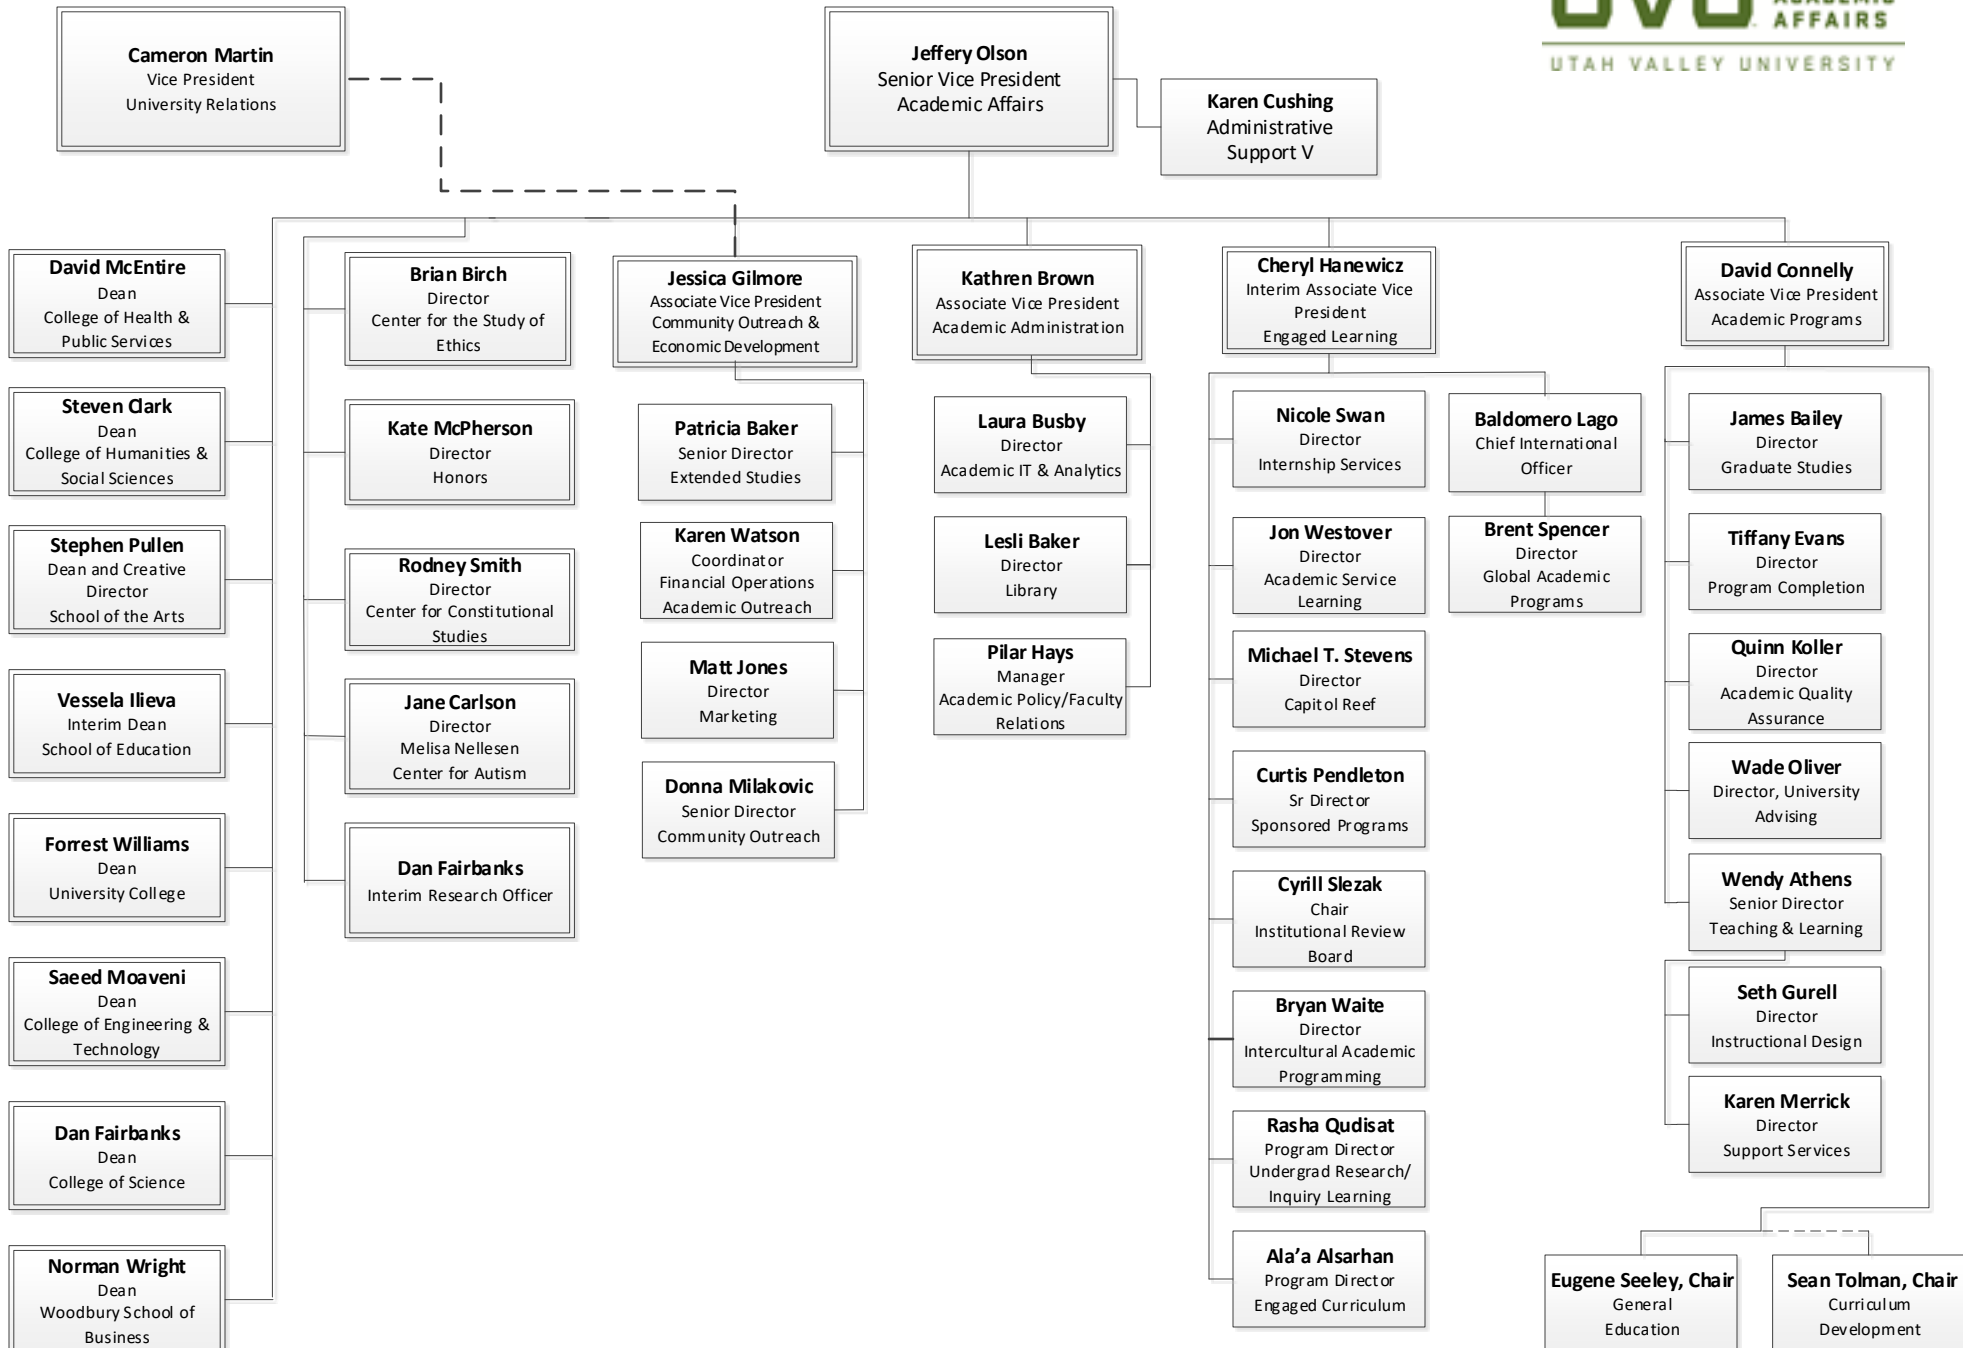 Cameron Martin
Vice President
University Relations
Jeffery Olson
Senior Vice President
Academic Affairs
Karen Cushing
Administrative
Support V
UVU ACADEMIC
AFFAIRS
UTAH VALLEY UNIVERSITY
David McEntire
Dean
College of Health &
Public Services
Steven Clark
Dean
College of Humanities &
Social Sciences
Stephen Pullen
Dean and Creative
Director
School of the Arts
Vessela Ilieva
Interim Dean
School of Education
Forrest Williams
Dean
University College
Saeed Moaveni
Dean
College of Engineering &
Technology
Dan Fairbanks
Dean
College of Science
Norman Wright
Dean
Woodbury School of
Business
Brian Birch
Director
Center for the Study of
Ethics
Kate McPherson
Director
Honors
Rodney Smith
Director
Center for Constitutional
Studies
Jane Carlson
Director
Melisa Nellesen
Center for Autism
Dan Fairbanks
Interim Research Officer
Jessica Gilmore
Associate Vice President
Community Outreach &
Economic Development
Patricia Baker
Senior Director
Extended Studies
Karen Watson
Coordinator
Financial Operations
Academic Outreach
Matt Jones
Director
Marketing
Donna Milakovic
Senior Director
Community Outreach
Kathren Brown
Associate Vice President
Academic Administration
Laura Busby
Director
Academic IT & Analytics
Lesli Baker
Director
Library
Pilar Hays
Manager
Academic Policy/Faculty
Relations
Cheryl Hanewicz
Interim Associate Vice
President
Engaged Learning
Nicole Swan
Director
Internship Services
Jon Westover
Director
Academic Service
Learning
Michael T. Stevens
Director
Capitol Reef
Curtis Pendleton
Sr Director
Sponsored Programs
Cyrill Slezak
Chair
Institutional Review
Board
Bryan Waite
Director
Intercultural Academic
Programming
Rasha Qudisat
Program Director
Undergrad Research/
Inquiry Learning
Ala'a Alsarhan
Program Director
Engaged Curriculum
Baldomero Lago
Chief International
Officer
Brent Spencer
Director
Global Academic
Programs
David Connelly
Associate Vice President
Academic Programs
James Bailey
Director
Graduate Studies
Tiffany Evans
Director
Program Completion
Quinn Koller
Director
Academic Quality
Assurance
Wade Oliver
Director, University
Advising
Wendy Athens
Senior Director
Teaching & Learning
Seth Gurell
Director
Instructional Design
Karen Merrick
Director
Support Services
Eugene Seeley, Chair
General
Education
Sean Tolman, Chair
Curriculum
Development